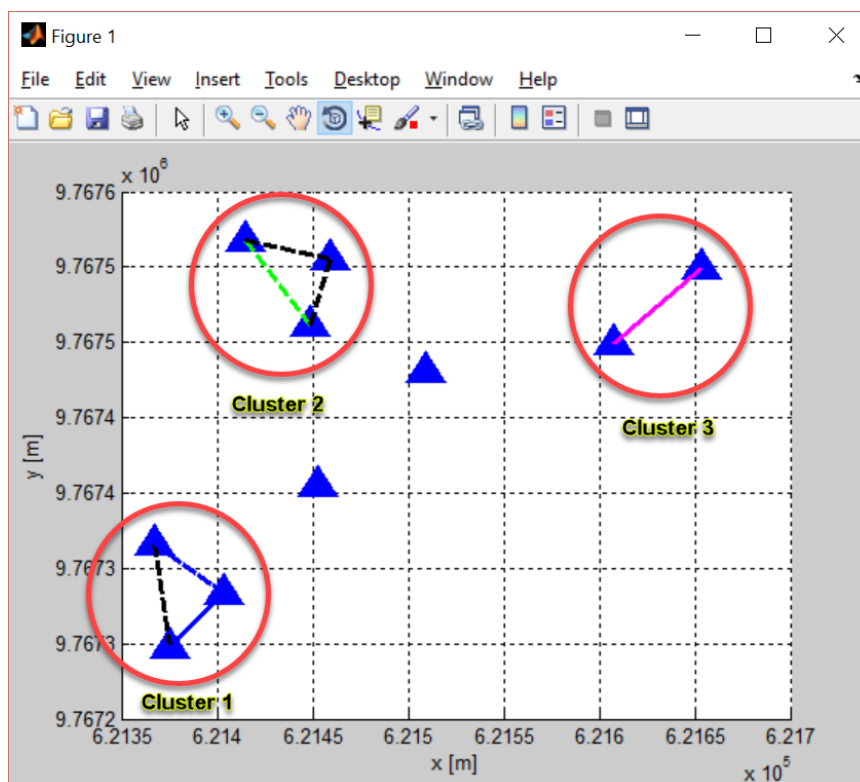 Figure 1
File Edit View Insert Tools Desktop Window Help
x 10^6
9.7676
9.7675
9.7675
9.7674
9.7674
9.7673
9.7673
9.7672
y [m]
Cluster 2
Cluster 3
Cluster 1
6.2135 6.214 6.2145 6.215 6.2155 6.216 6.2165 6.217
x [m]
x 10^5